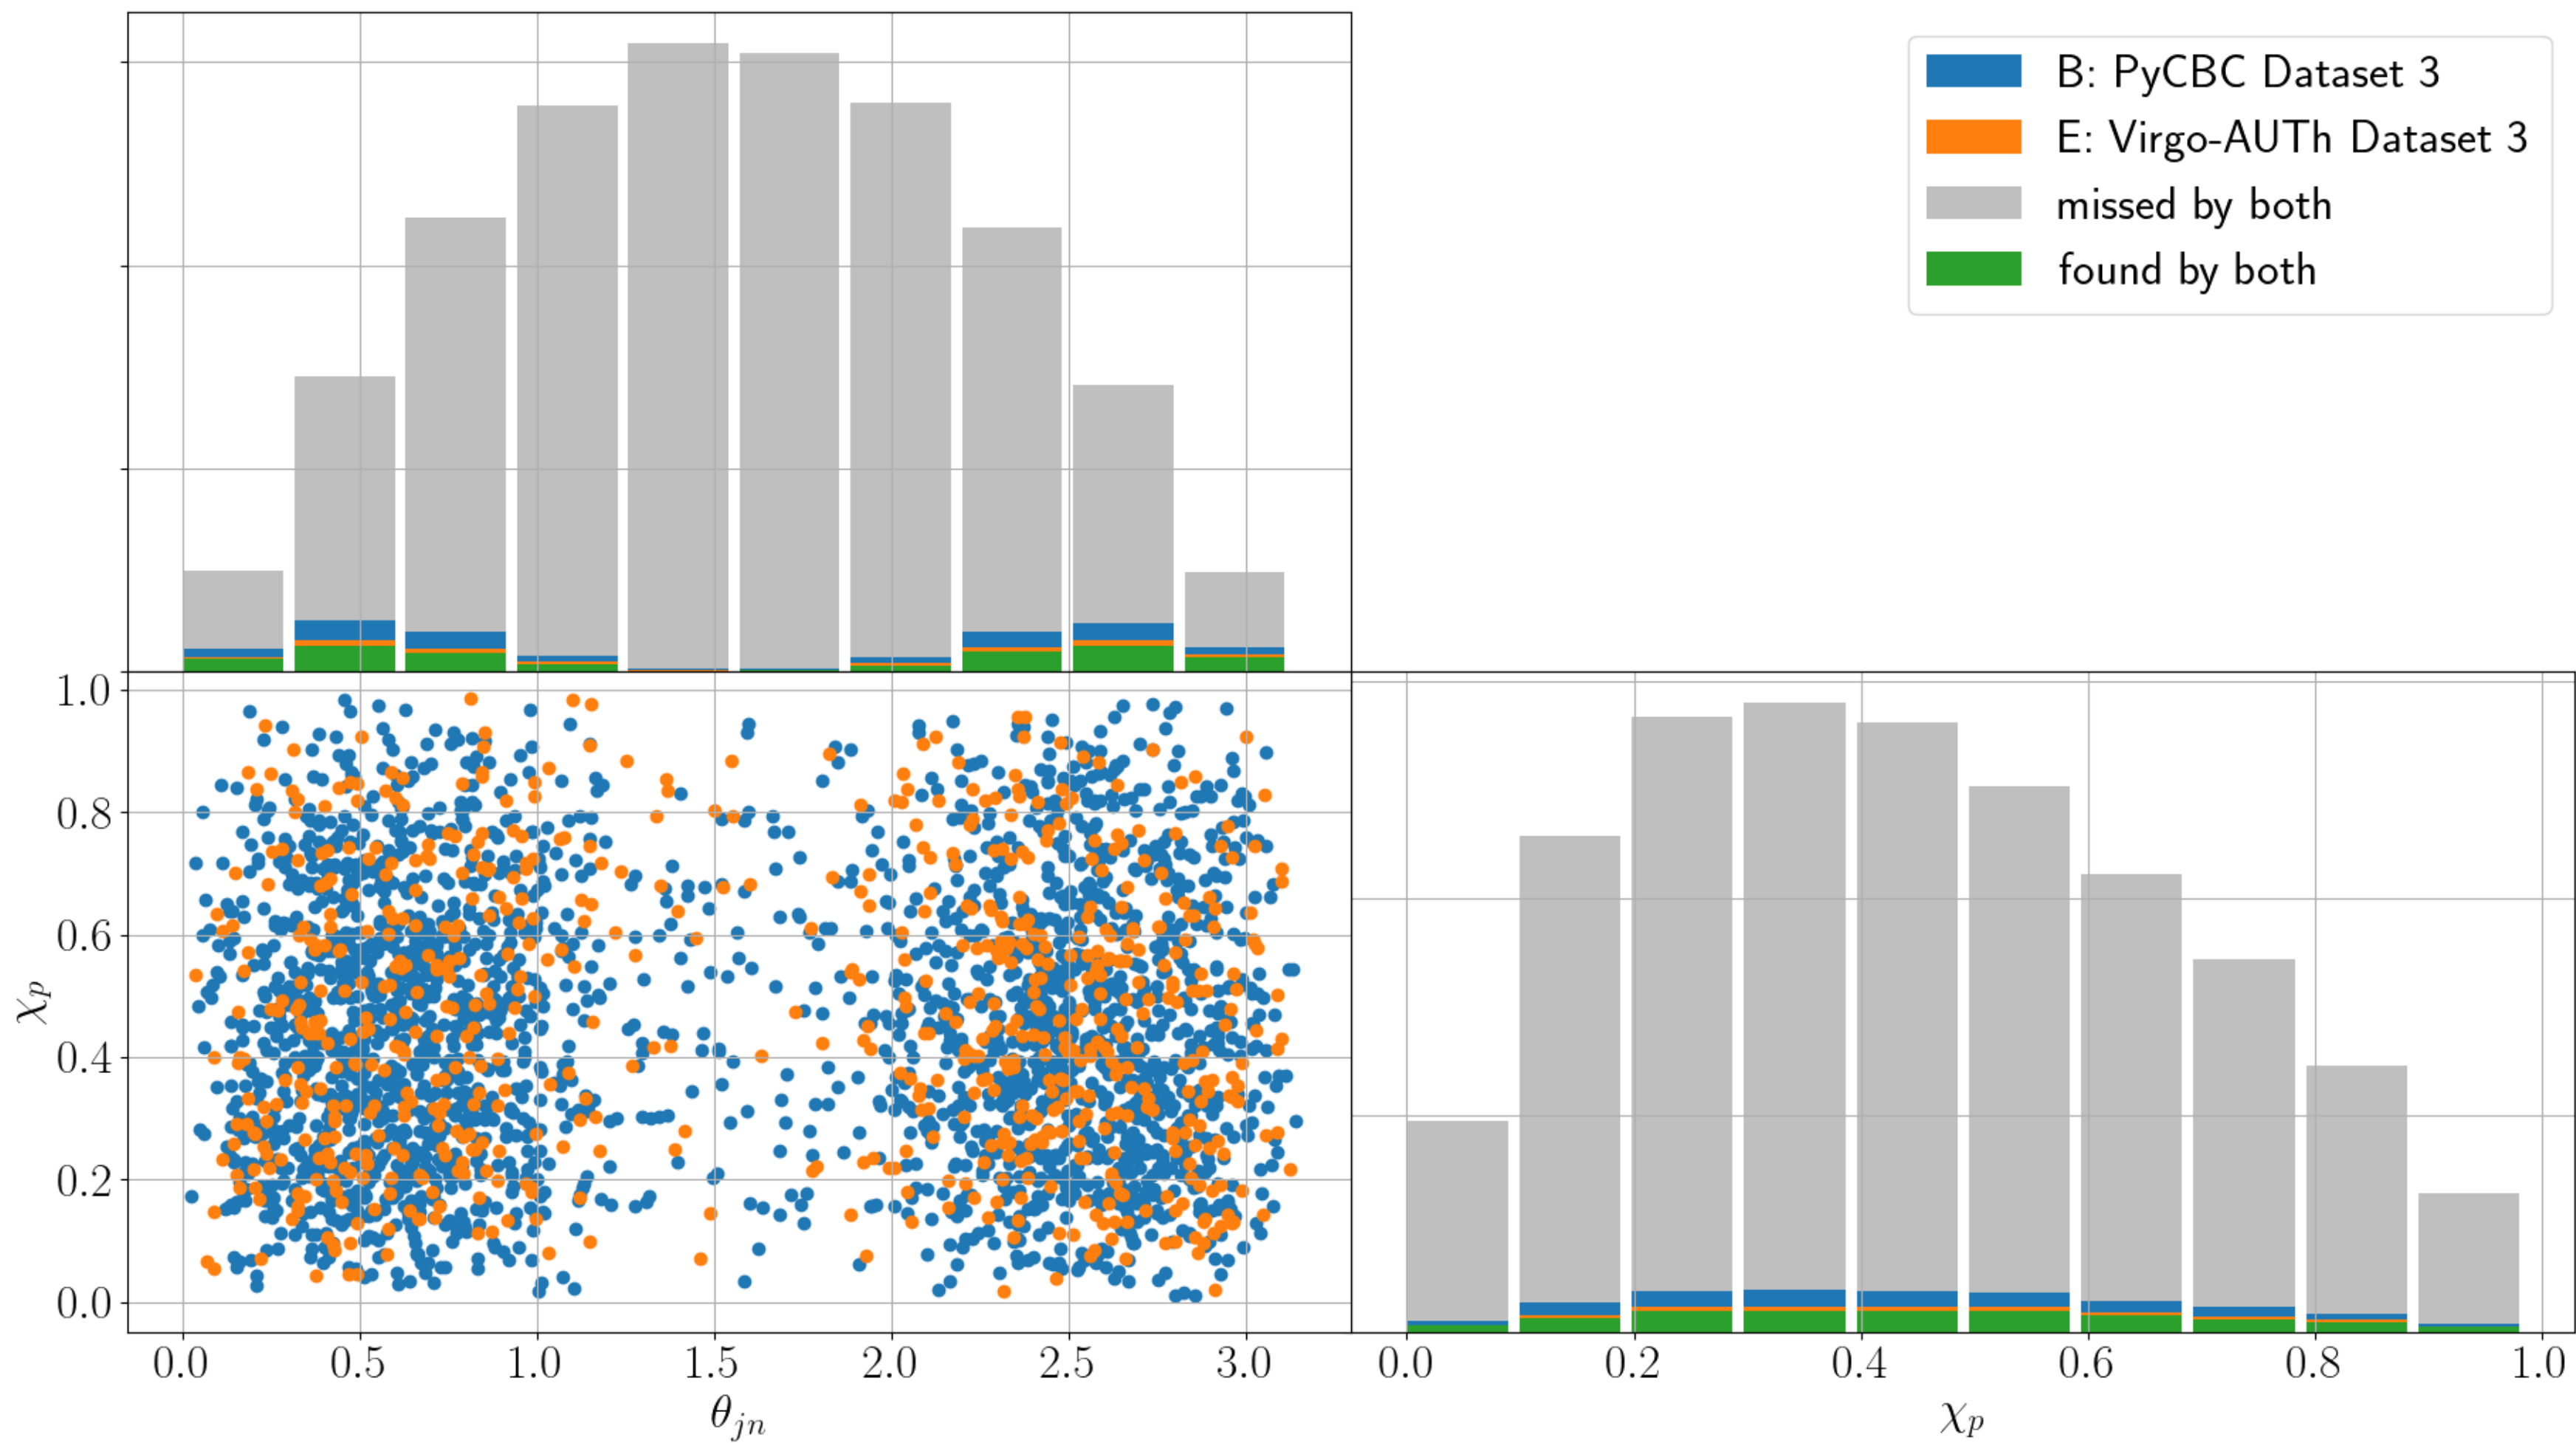 B: PyCBC Dataset 3
E: Virgo-AUTh Dataset 3
missed by both
found by both
1.0
0.8
0.6
0.4
0.2
0.0
χp
0.0 0.5 1.0 1.5 2.0 2.5 3.0
θjn
0.0 0.2 0.4 0.6 0.8 1.0
χp